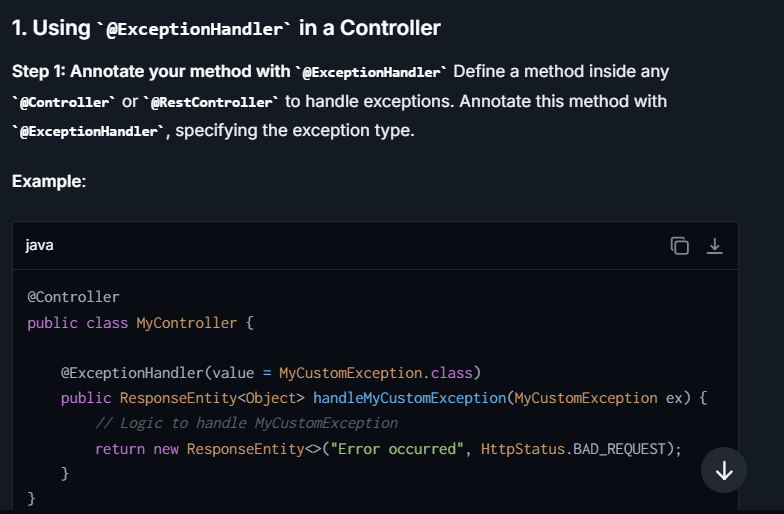 1. Using `@ExceptionHandler` in a Controller
Step 1: Annotate your method with `@ExceptionHandler` Define a method inside any
`@Controller` or `@RestController` to handle exceptions. Annotate this method with
`@ExceptionHandler`, specifying the exception type.
Example:
java
@Controller
public class MyController {
    @ExceptionHandler(value = MyCustomException.class)
    public ResponseEntity<Object> handleMyCustomException(MyCustomException ex) {
        // Logic to handle MyCustomException
        return new ResponseEntity<>("Error occurred", HttpStatus.BAD_REQUEST);
    }
}